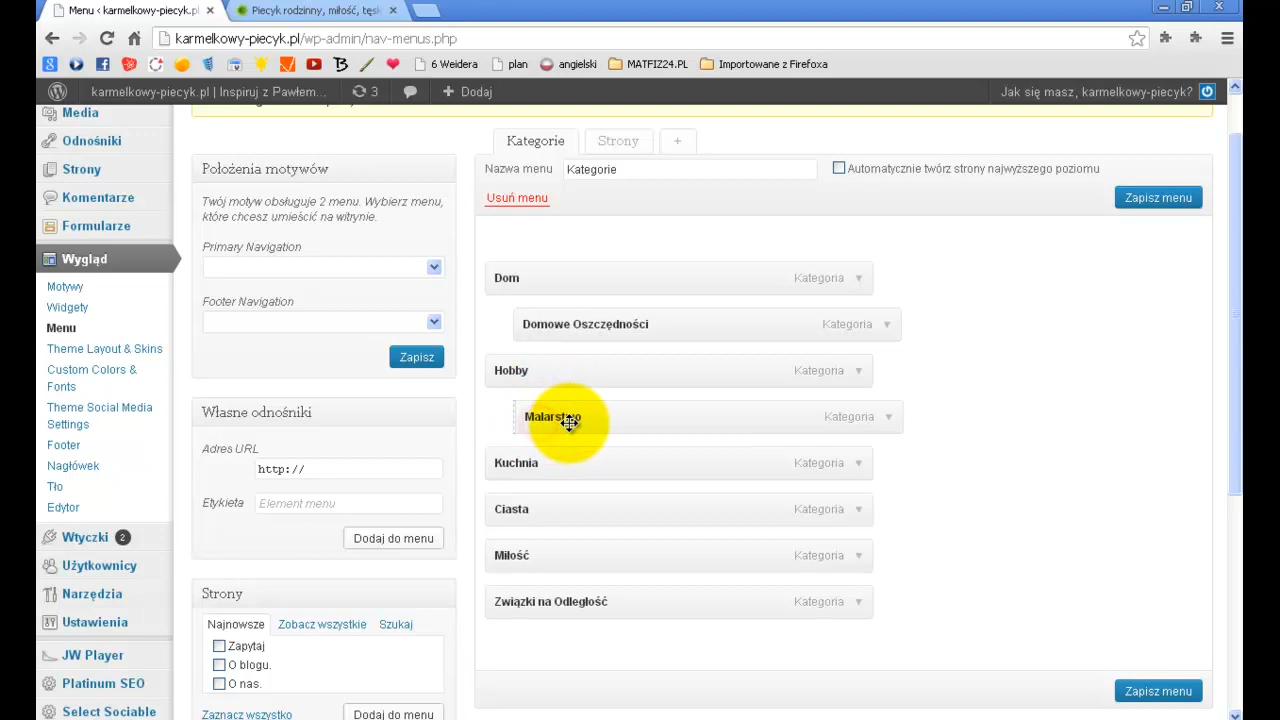 Menu ‹ karmelkowy-piecyk.pl
Piecyk rodzinny, miłość, tęsk
karmelkowy-piecyk.pl/wp-admin/nav-menus.php
6 Weidera
plan
angielski
MATFIZ24.PL
Importowane z Firefoxa
karmelkowy-piecyk.pl | Inspiruj z Pawłem...
3
Dodaj
Jak się masz, karmelkowy-piecyk?
Media
Odnośniki
Strony
Komentarze
Formularze
Wygląd
Motywy
Widgety
Menu
Theme Layout & Skins
Custom Colors &
Fonts
Theme Social Media
Settings
Footer
Nagłówek
Tło
Edytor
Wtyczki 2
Użytkownicy
Narzędzia
Ustawienia
JW Player
Platinum SEO
Select Sociable
Położenia motywów
Twój motyw obsługuje 2 menu. Wybierz menu,
które chcesz umieścić na witrynie.
Primary Navigation
Footer Navigation
Zapisz
Własne odnośniki
Adres URL
http://
Etykieta
Element menu
Dodaj do menu
Strony
Najnowsze
Zobacz wszystkie
Szukaj
Zapytaj
O blogu.
O nas.
Zaznacz wszystko
Dodaj do menu
Kategorie
Strony
+
Nazwa menu
Kategorie
Automatycznie twórz strony najwyższego poziomu
Usuń menu
Zapisz menu
Dom
Kategoria
Domowe Oszczędności
Kategoria
Hobby
Kategoria
Malarstwo
Kategoria
Kuchnia
Kategoria
Ciasta
Kategoria
Miłość
Kategoria
Związki na Odległość
Kategoria
Zapisz menu